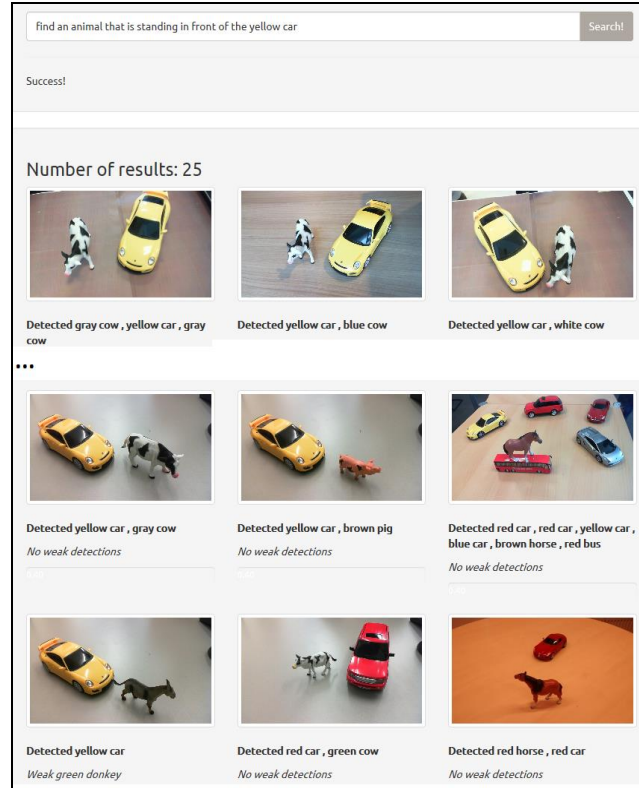 find an animal that is standing in front of the yellow car
Search!
Success!
Number of results: 25
Detected gray cow , yellow car , gray
cow
Detected yellow car , blue cow
Detected yellow car , white cow
...
Detected yellow car , gray cow
No weak detections
Detected yellow car , brown pig
No weak detections
Detected red car , red car , yellow car ,
blue car , brown horse , red bus
No weak detections
Detected yellow car
Weak green donkey
Detected red car , green cow
No weak detections
Detected red horse , red car
No weak detections